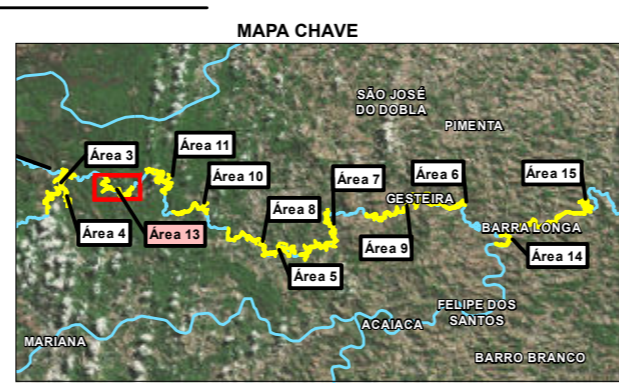 MAPA CHAVE
SÃO JOSÉ
DO DOBLA
PIMENTA
Área 3
Área 11
Área 10
Área 7
Área 6
Área 15
GESTEIRA
Área 4
Área 13
Área 8
Área 9
BARRA LONGA
Área 14
Área 5
FELIPE DOS
SANTOS
ACAIACA
MARIANA
BARRO BRANCO